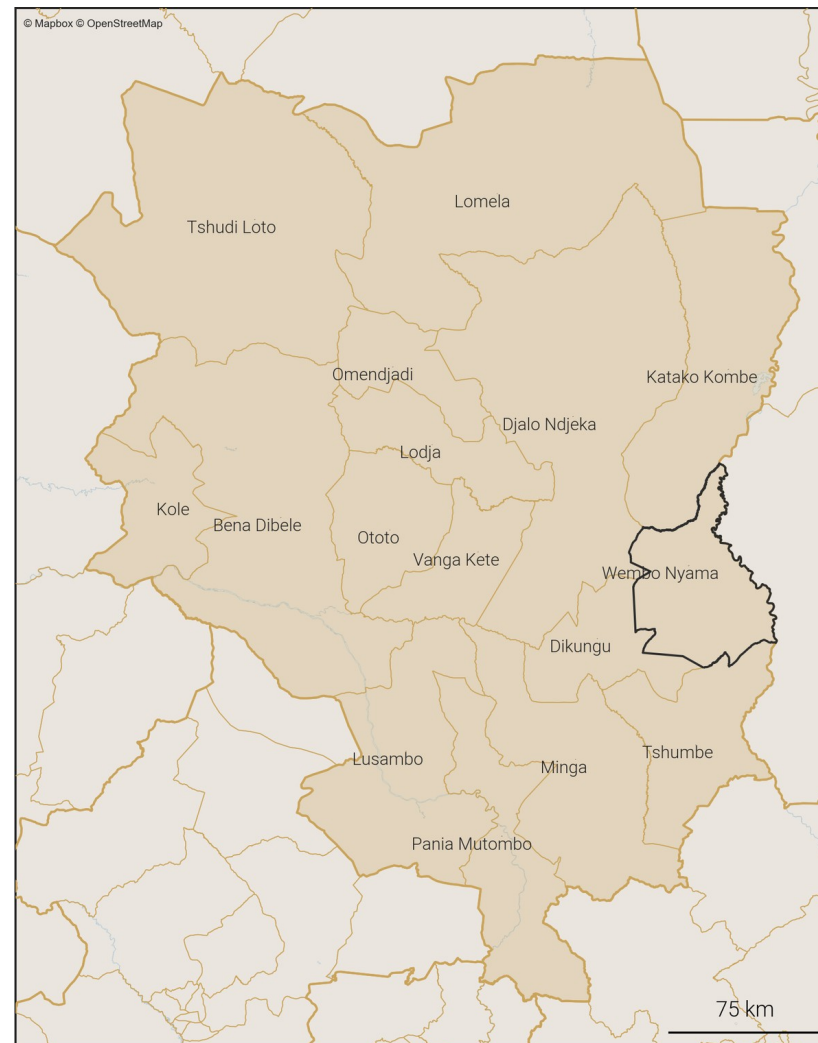 © Mapbox © OpenStreetMap
Lomela
Tshudi Loto
Omendjadi
Katako Kombe
Djalo Ndjeka
Lodja
Kole
Bena Dibele
Ototo
Vanga Kete
Wembo Nyama
Dikungu
Lusambo
Minga
Tshumbe
Pania Mutombo
75 km